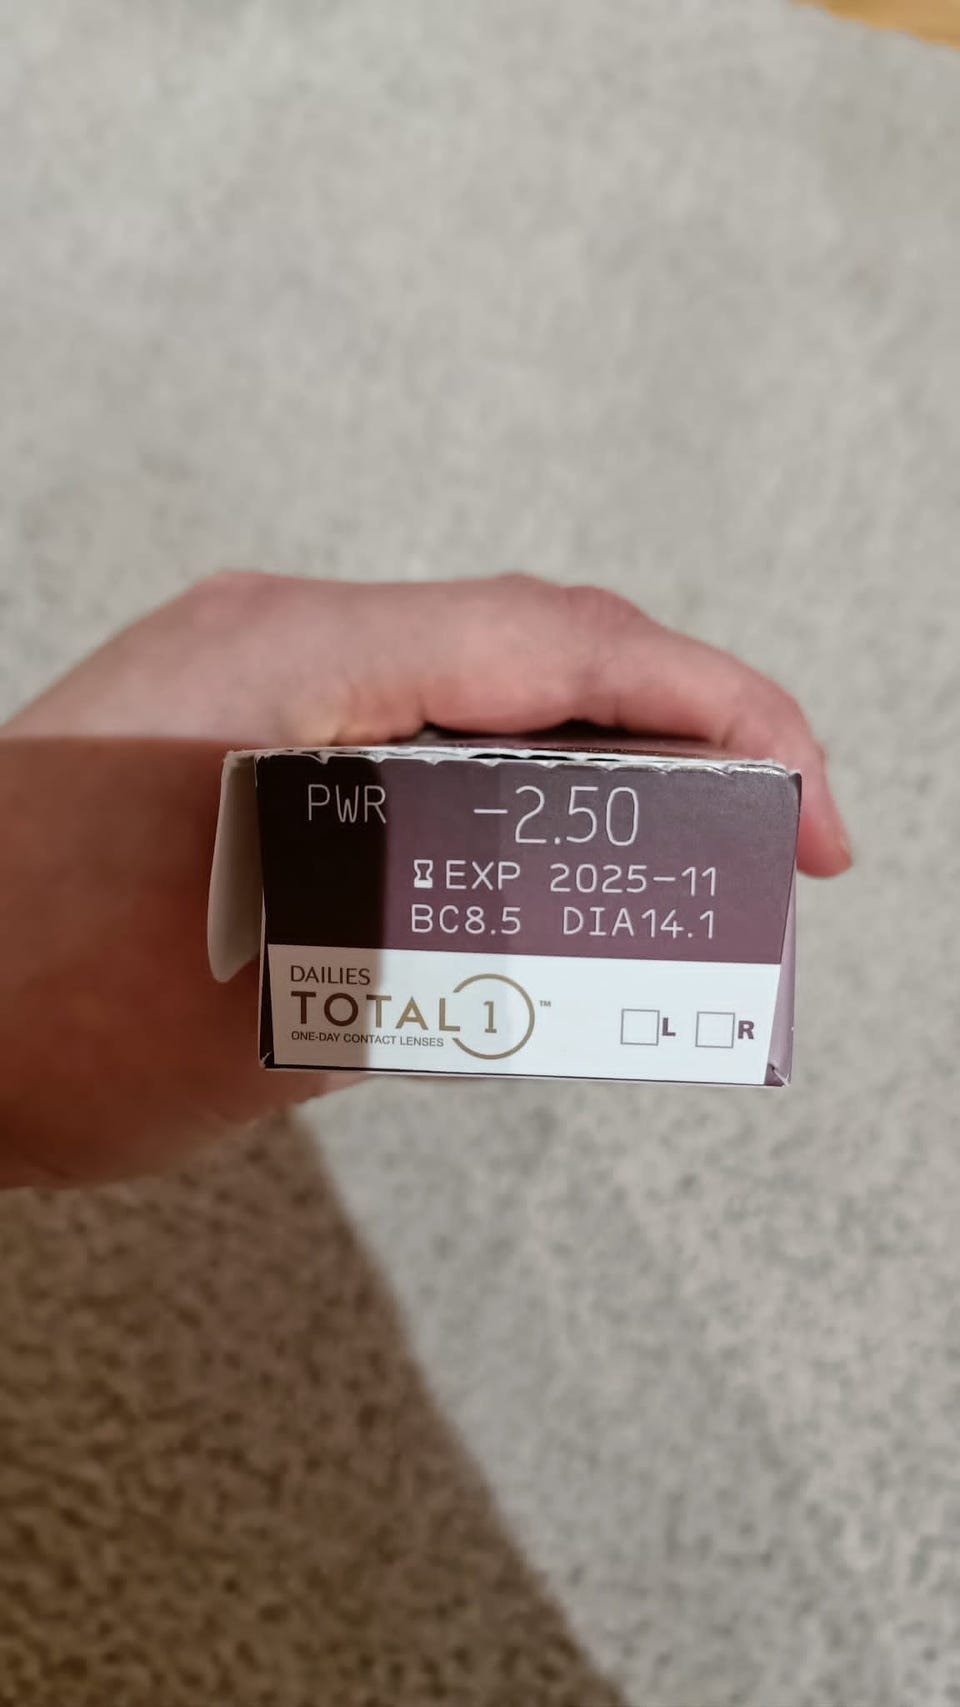 PWR -2.50
EXP 2025-11
BC8.5 DIA14.1
DAILIES
TOTAL 1™
ONE-DAY CONTACT LENSES
L R